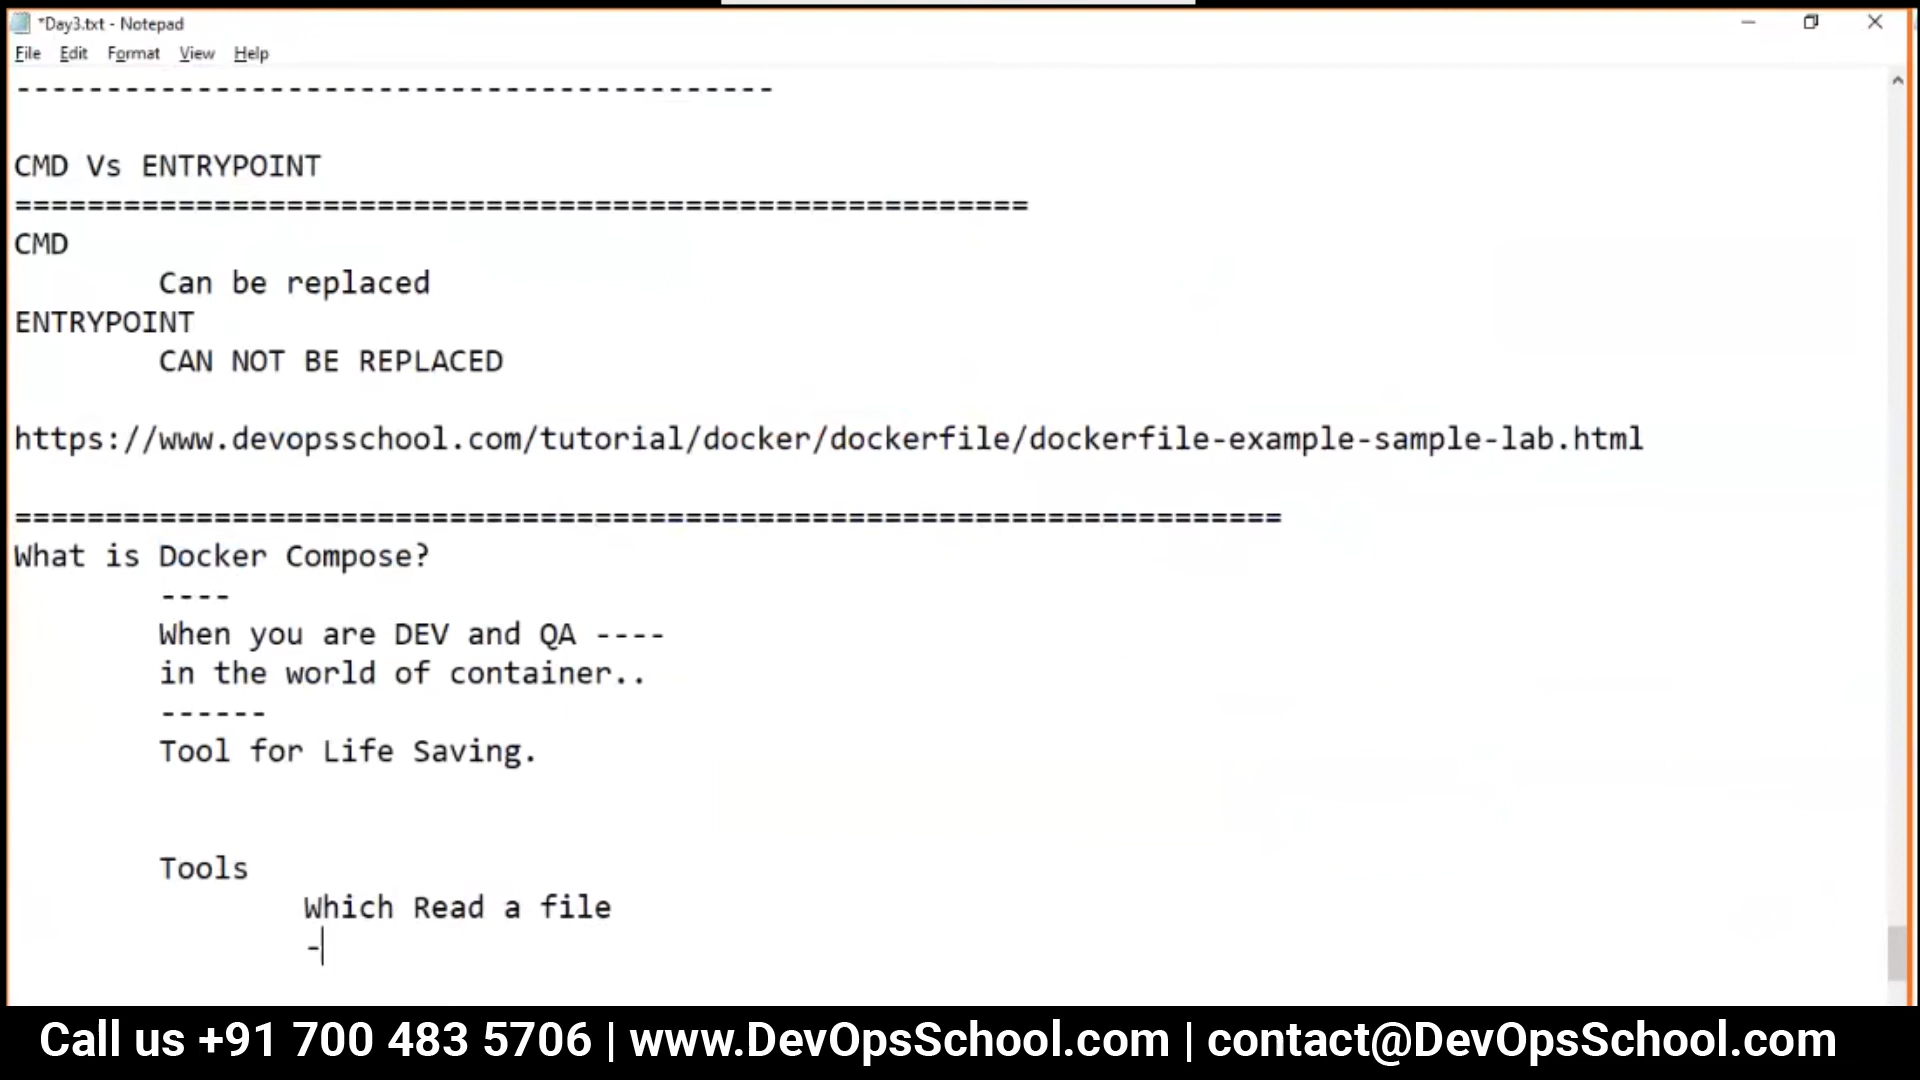 *Day3.txt - Notepad
File Edit Format View Help
------------------------------------------
CMD Vs ENTRYPOINT
========================================================
CMD
Can be replaced
ENTRYPOINT
CAN NOT BE REPLACED
https://www.devopsschool.com/tutorial/docker/dockerfile/dockerfile-example-sample-lab.html
======================================================================
What is Docker Compose?
----
When you are DEV and QA ----
in the world of container..
------
Tool for Life Saving.
Tools
Which Read a file
-
Call us +91 700 483 5706 | www.DevOpsSchool.com | contact@DevOpsSchool.com